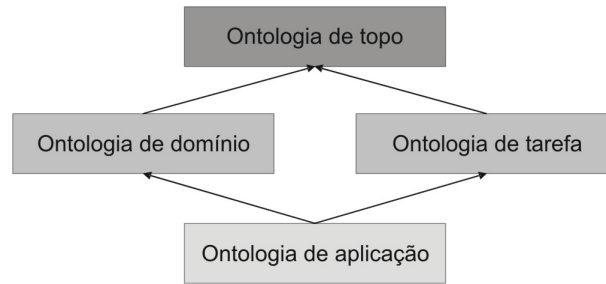 Ontologia de topo
Ontologia de domínio
Ontologia de tarefa
Ontologia de aplicação